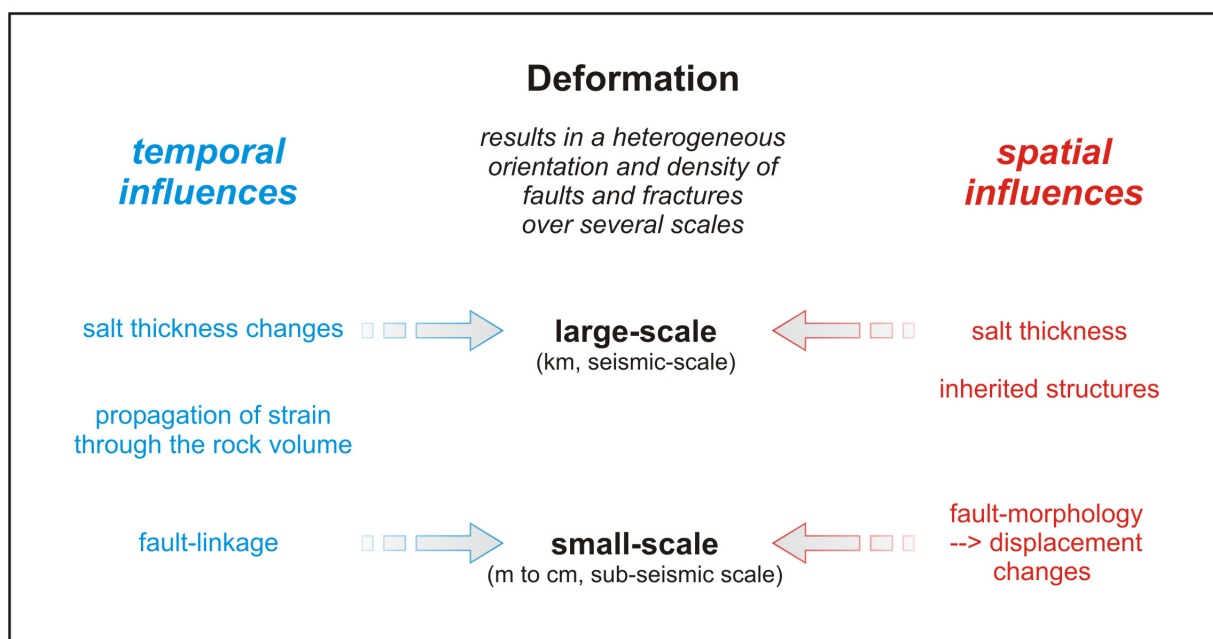 Deformation
results in a heterogeneous
orientation and density of
faults and fractures
over several scales
temporal
influences
spatial
influences
salt thickness changes
large-scale
(km, seismic-scale)
salt thickness
inherited structures
propagation of strain
through the rock volume
fault-linkage
small-scale
(m to cm, sub-seismic scale)
fault-morphology
--> displacement
changes